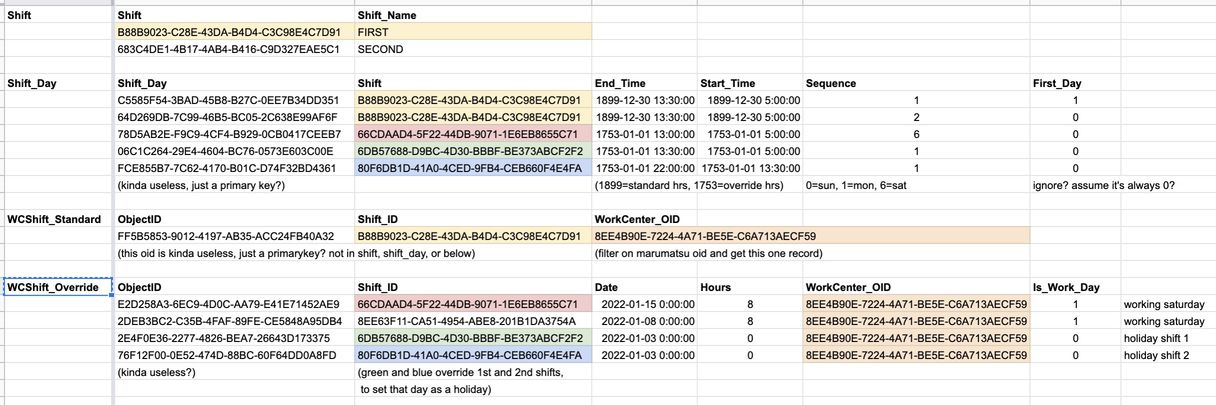 Shift Shift Shift_Name
B88B9023-C28E-43DA-B4D4-C3C98E4C7D91 FIRST
683C4DE1-4B17-4AB4-B416-C9D327EAE5C1 SECOND
Shift_Day Shift_Day Shift End_Time Start_Time Sequence First_Day
C5585F54-3BAD-45B8-B27C-0EE7B34DD351 B88B9023-C28E-43DA-B4D4-C3C98E4C7D91 1899-12-30 13:30:00 1899-12-30 5:00:00 1 1
64D269DB-7C99-46B5-BC05-2C638E99AF6F B88B9023-C28E-43DA-B4D4-C3C98E4C7D91 1899-12-30 13:30:00 1899-12-30 5:00:00 2 0
78D5AB2E-F9C9-4CF4-B929-0CB0417CEEB7 66CDAAD4-5F22-44DB-9071-1E6EB8655C71 1753-01-01 13:00:00 1753-01-01 5:00:00 6 0
06C1C264-29E4-4604-BC76-0573E603C00E 6DB57688-D9BC-4D30-BBBF-BE373ABCF2F2 1753-01-01 13:30:00 1753-01-01 5:00:00 1 0
FCE855B7-7C62-4170-B01C-D74F32BD4361 80F6DB1D-41A0-4CED-9FB4-CEB660F4E4FA 1753-01-01 22:00:00 1753-01-01 13:30:00 1 0
(kinda useless, just a primary key?) (1899=standard hrs, 1753=override hrs) 0=sun, 1=mon, 6=sat ignore? assume it's always 0?
WCShift_Standard ObjectID Shift_ID WorkCenter_OID
FF5B5853-9012-4197-AB35-ACC24FB40A32 B88B9023-C28E-43DA-B4D4-C3C98E4C7D91 8EE4B90E-7224-4A71-BE5E-C6A713AECF59
(this oid is kinda useless, just a primarykey? not in shift, shift_day, or below) (filter on marumatsu oid and get this one record)
WCShift_Override ObjectID Shift_ID Date Hours WorkCenter_OID Is_Work_Day
E2D258A3-6EC9-4D0C-AA79-E41E71452AE9 66CDAAD4-5F22-44DB-9071-1E6EB8655C71 2022-01-15 0:00:00 8 8EE4B90E-7224-4A71-BE5E-C6A713AECF59 1 working saturday
2DEB3BC2-C35B-4FAF-89FE-CE5848A95DB4 8EE63F11-CA51-4954-ABE8-201B1DA3754A 2022-01-08 0:00:00 8 8EE4B90E-7224-4A71-BE5E-C6A713AECF59 1 working saturday
2E4F0E36-2277-4826-BEA7-26643D173375 6DB57688-D9BC-4D30-BBBF-BE373ABCF2F2 2022-01-03 0:00:00 0 8EE4B90E-7224-4A71-BE5E-C6A713AECF59 0 holiday shift 1
76F12F00-0E52-474D-88BC-60F64DD0A8FD 80F6DB1D-41A0-4CED-9FB4-CEB660F4E4FA 2022-01-03 0:00:00 0 8EE4B90E-7224-4A71-BE5E-C6A713AECF59 0 holiday shift 2
(kinda useless?) (green and blue override 1st and 2nd shifts,
to set that day as a holiday)